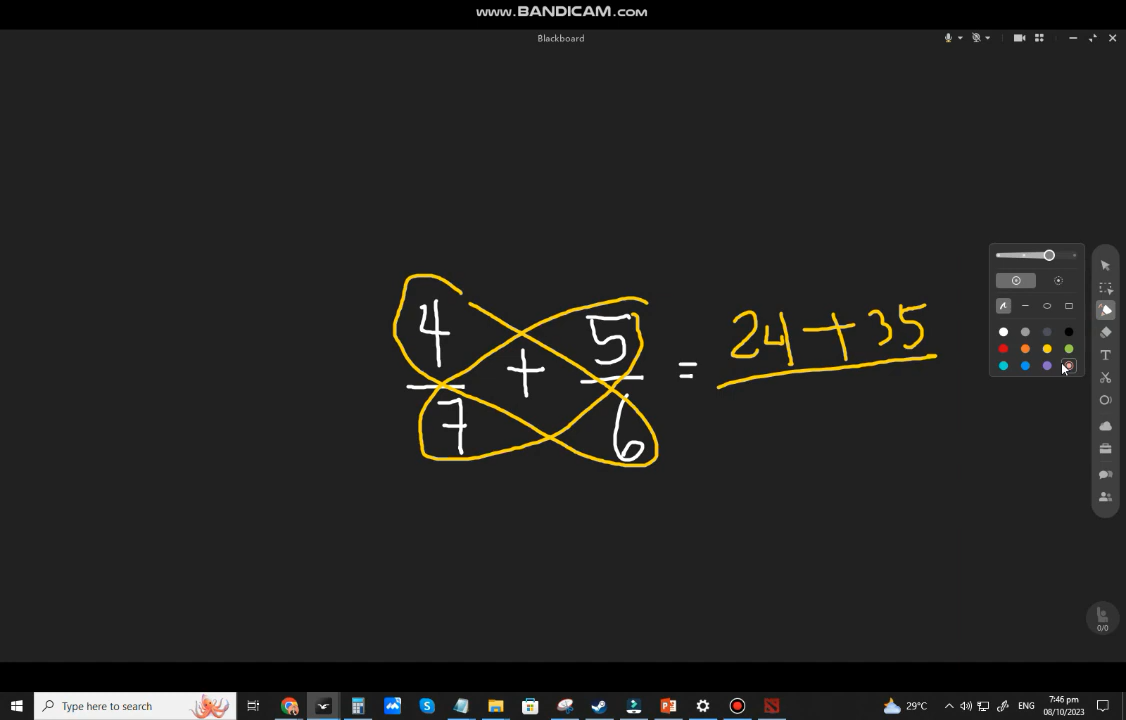 www.BANDICAM.com
Blackboard
4 5 24 + 35
+ =
7 6
0/0
Type here to search
29°C
ENG
7:46 pm
08/10/2023